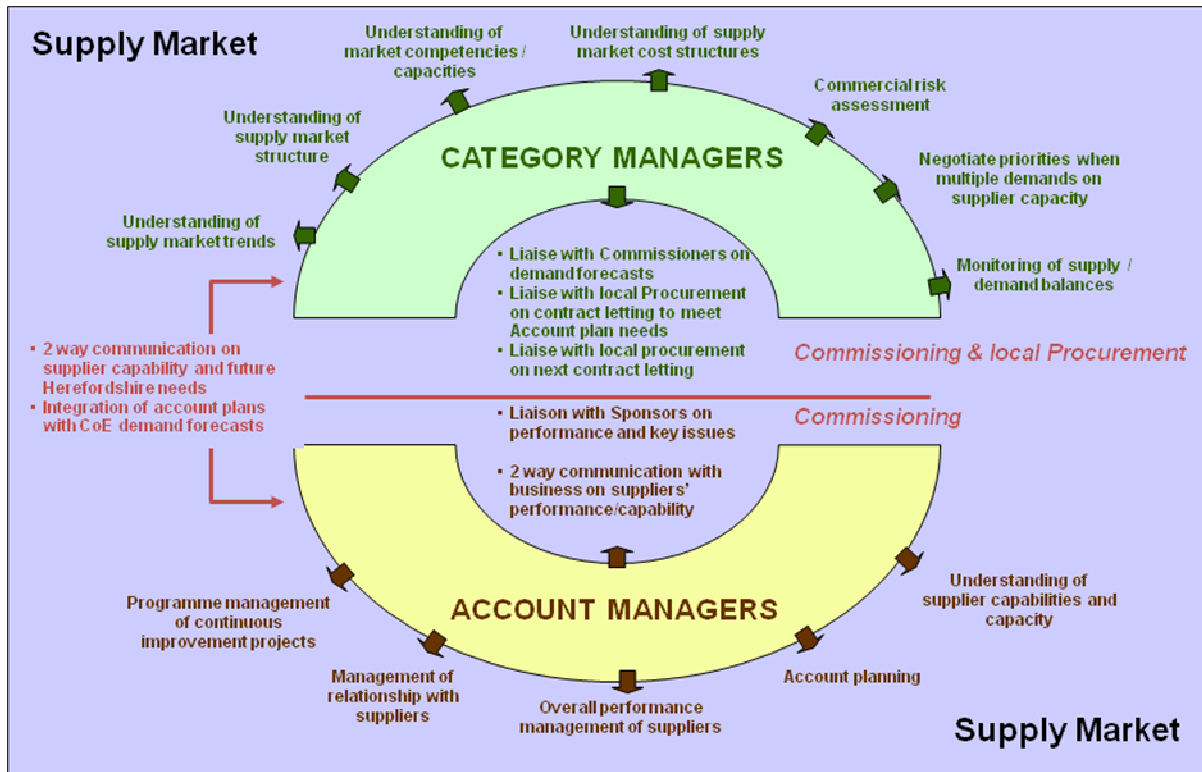 Supply Market
Understanding of
market competencies /
capacities
Understanding of supply
market cost structures
Commercial risk
assessment
Understanding of
supply market
structure
CATEGORY MANAGERS
Negotiate priorities when
multiple demands on
supplier capacity
Understanding of
supply market trends
▪ Liaise with Commissioners on
demand forecasts
▪ Liaise with local Procurement
on contract letting to meet
Account plan needs
▪ Liaise with local procurement
on next contract letting
Monitoring of supply /
demand balances
▪ 2 way communication on
supplier capability and future
Herefordshire needs
▪ Integration of account plans
with CoE demand forecasts
Commissioning & local Procurement
Commissioning
▪ Liaison with Sponsors on
performance and key issues
▪ 2 way communication with
business on suppliers'
performance/capability
ACCOUNT MANAGERS
Programme management
of continuous
improvement projects
Management of
relationship with
suppliers
Overall performance
management of suppliers
Account planning
Understanding of
supplier capabilities and
capacity
Supply Market